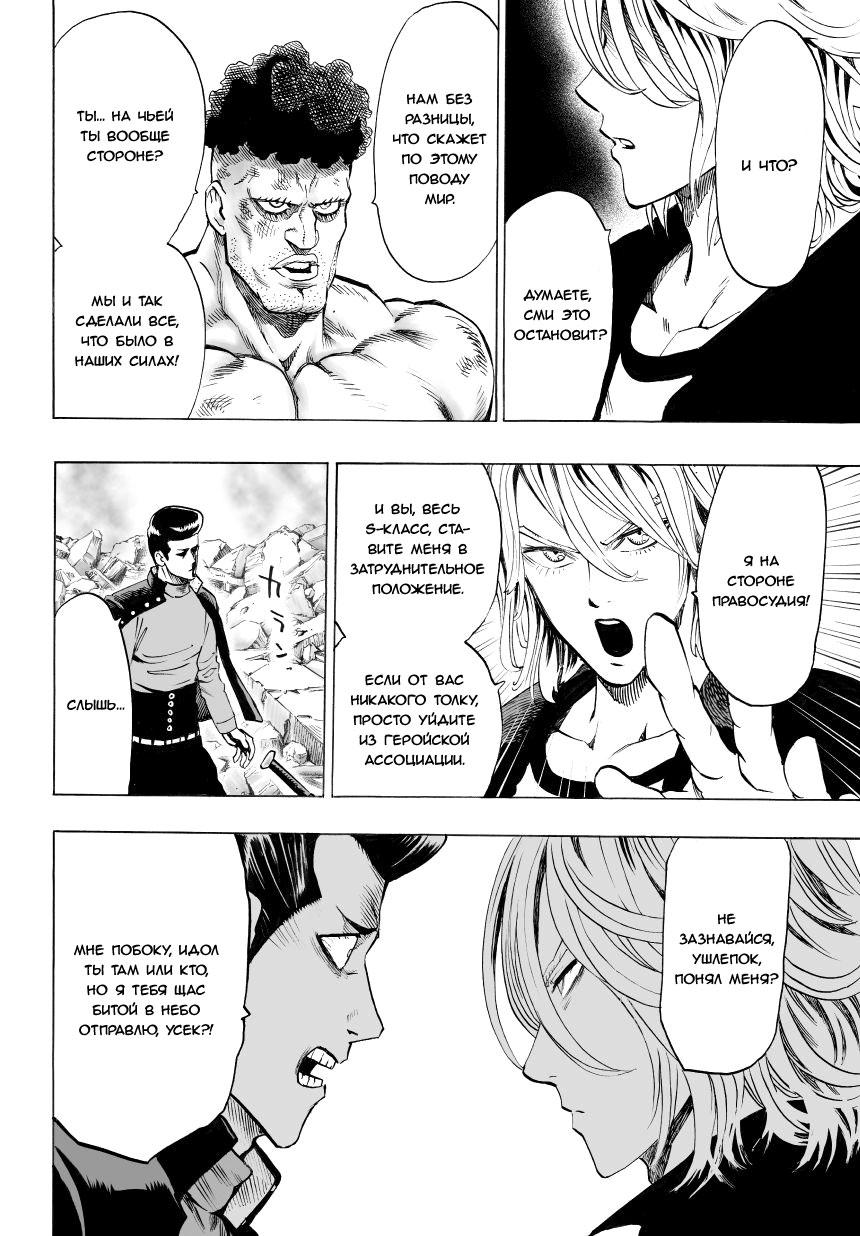 И ЧТО?
ДУМАЕТЕ,
СМИ ЭТО
ОСТАНОВИТ?
НАМ БЕЗ
РАЗНИЦЫ,
ЧТО СКАЖЕТ
ПО ЭТОМУ
ПОВОДУ
МИР.
ТЫ... НА ЧЬЕЙ
ТЫ ВООБЩЕ
СТОРОНЕ?
МЫ И ТАК
СДЕЛАЛИ ВСЕ,
ЧТО БЫЛО В
НАШИХ СИЛАХ!
Я НА
СТОРОНЕ
ПРАВОСУДИЯ!
И ВЫ, ВЕСЬ
S-КЛАСС, СТА-
ВИТЕ МЕНЯ В
ЗАТРУДНИТЕЛЬНОЕ
ПОЛОЖЕНИЕ.
ЕСЛИ ОТ ВАС
НИКАКОГО ТОЛКУ,
ПРОСТО УЙДИТЕ
ИЗ ГЕРОЙСКОЙ
АССОЦИАЦИИ.
СЛЫШЬ...
НЕ
ЗАЗНАВАЙСЯ,
УШЛЕПОК,
ПОНЯЛ МЕНЯ?
МНЕ ПОБОКУ, ИДОЛ
ТЫ ТАМ ИЛИ КТО,
НО Я ТЕБЯ ЩАС
БИТОЙ В НЕБО
ОТПРАВЛЮ, УСЕК?!